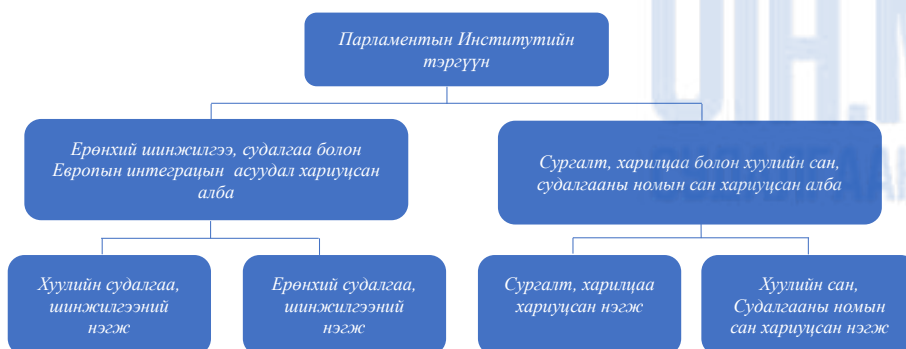 Парламентын Институтийн
тэргүүн
Ерөнхий шинжилгээ, судалгаа болон
Европын интеграцын асуудал хариуцсан
алба
Сургалт, харилцаа болон хуулийн сан,
судалгааны номын сан хариуцсан алба
Хуулийн судалгаа,
шинжилгээний
нэгж
Ерөнхий судалгаа,
шинжилгээний
нэгж
Сургалт, харилцаа
хариуцсан нэгж
Хуулийн сан,
Судалгааны номын
сан хариуцсан нэгж